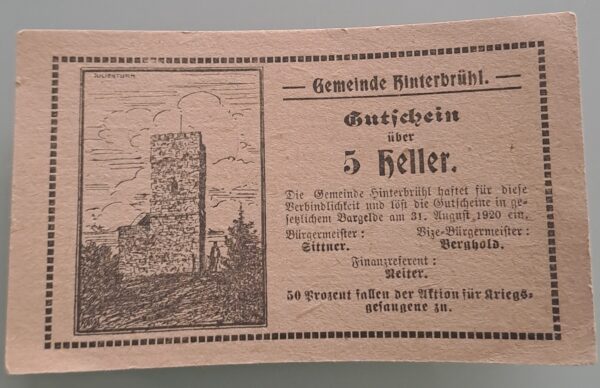 JULIENTURM
— Gemeinde Hinterbrühl. —
Gutschein
über
5 Heller.
Die Gemeinde Hinterbrühl haftet für diese
Verbindlichkeit und löst die Gutscheine in ge-
setzlichem Bargelde am 31. August 1920 ein.
Bürgermeister: Vize-Bürgermeister:
Sittner. Berghold.
Finanzreferent:
Reiter.
50 Prozent fallen der Aktion für Kriegs-
gefangene zu.